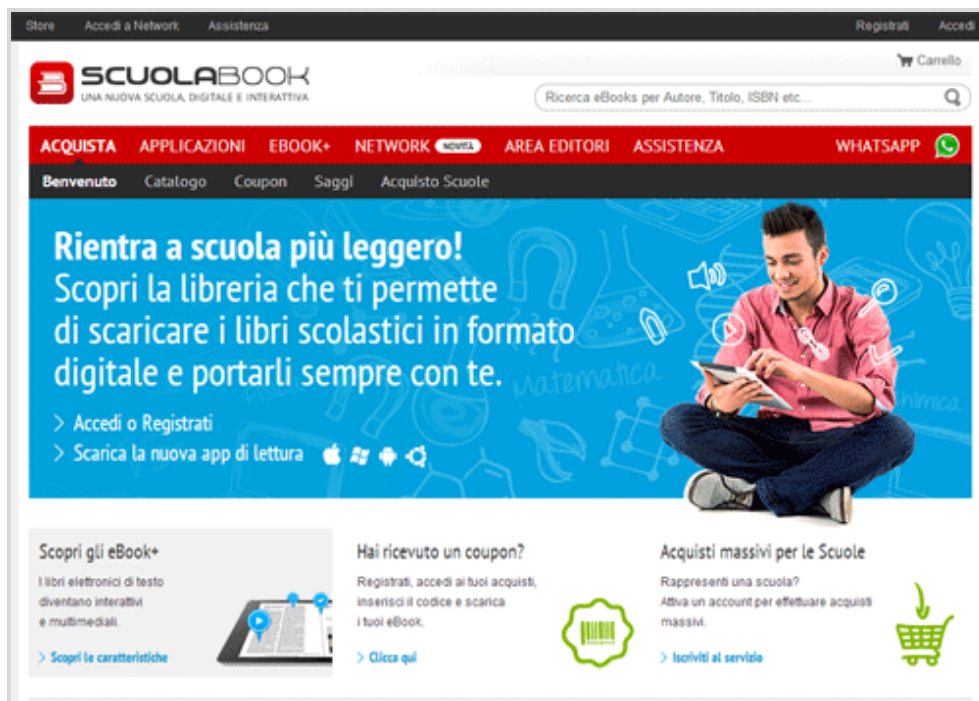 Store Accedi a Network Assistenza Registrati Accedi
SCUOLABOOK
UNA NUOVA SCUOLA, DIGITALE E INTERATTIVA
Carrello
Ricerca eBooks per Autore, Titolo, ISBN etc...
ACQUISTA APPLICAZIONI EBOOK+ NETWORK NOVITÀ AREA EDITORI ASSISTENZA WHATSAPP
Benvenuto Catalogo Coupon Saggi Acquisto Scuole
Rientra a scuola più leggero!
Scopri la libreria che ti permette
di scaricare i libri scolastici in formato
digitale e portarli sempre con te.
Matematica
> Accedi o Registrati
> Scarica la nuova app di lettura
Scopri gli eBook+
I libri elettronici di testo
diventano interattivi
e multimediali.
> Scopri le caratteristiche
Hai ricevuto un coupon?
Registrati, accedi ai tuoi acquisti,
inserisci il codice e scarica
i tuoi eBook.
> Clicca qui
Acquisti massivi per le Scuole
Rappresenti una scuola?
Attiva un account per effettuare acquisti
massivi.
> Iscriviti al servizio